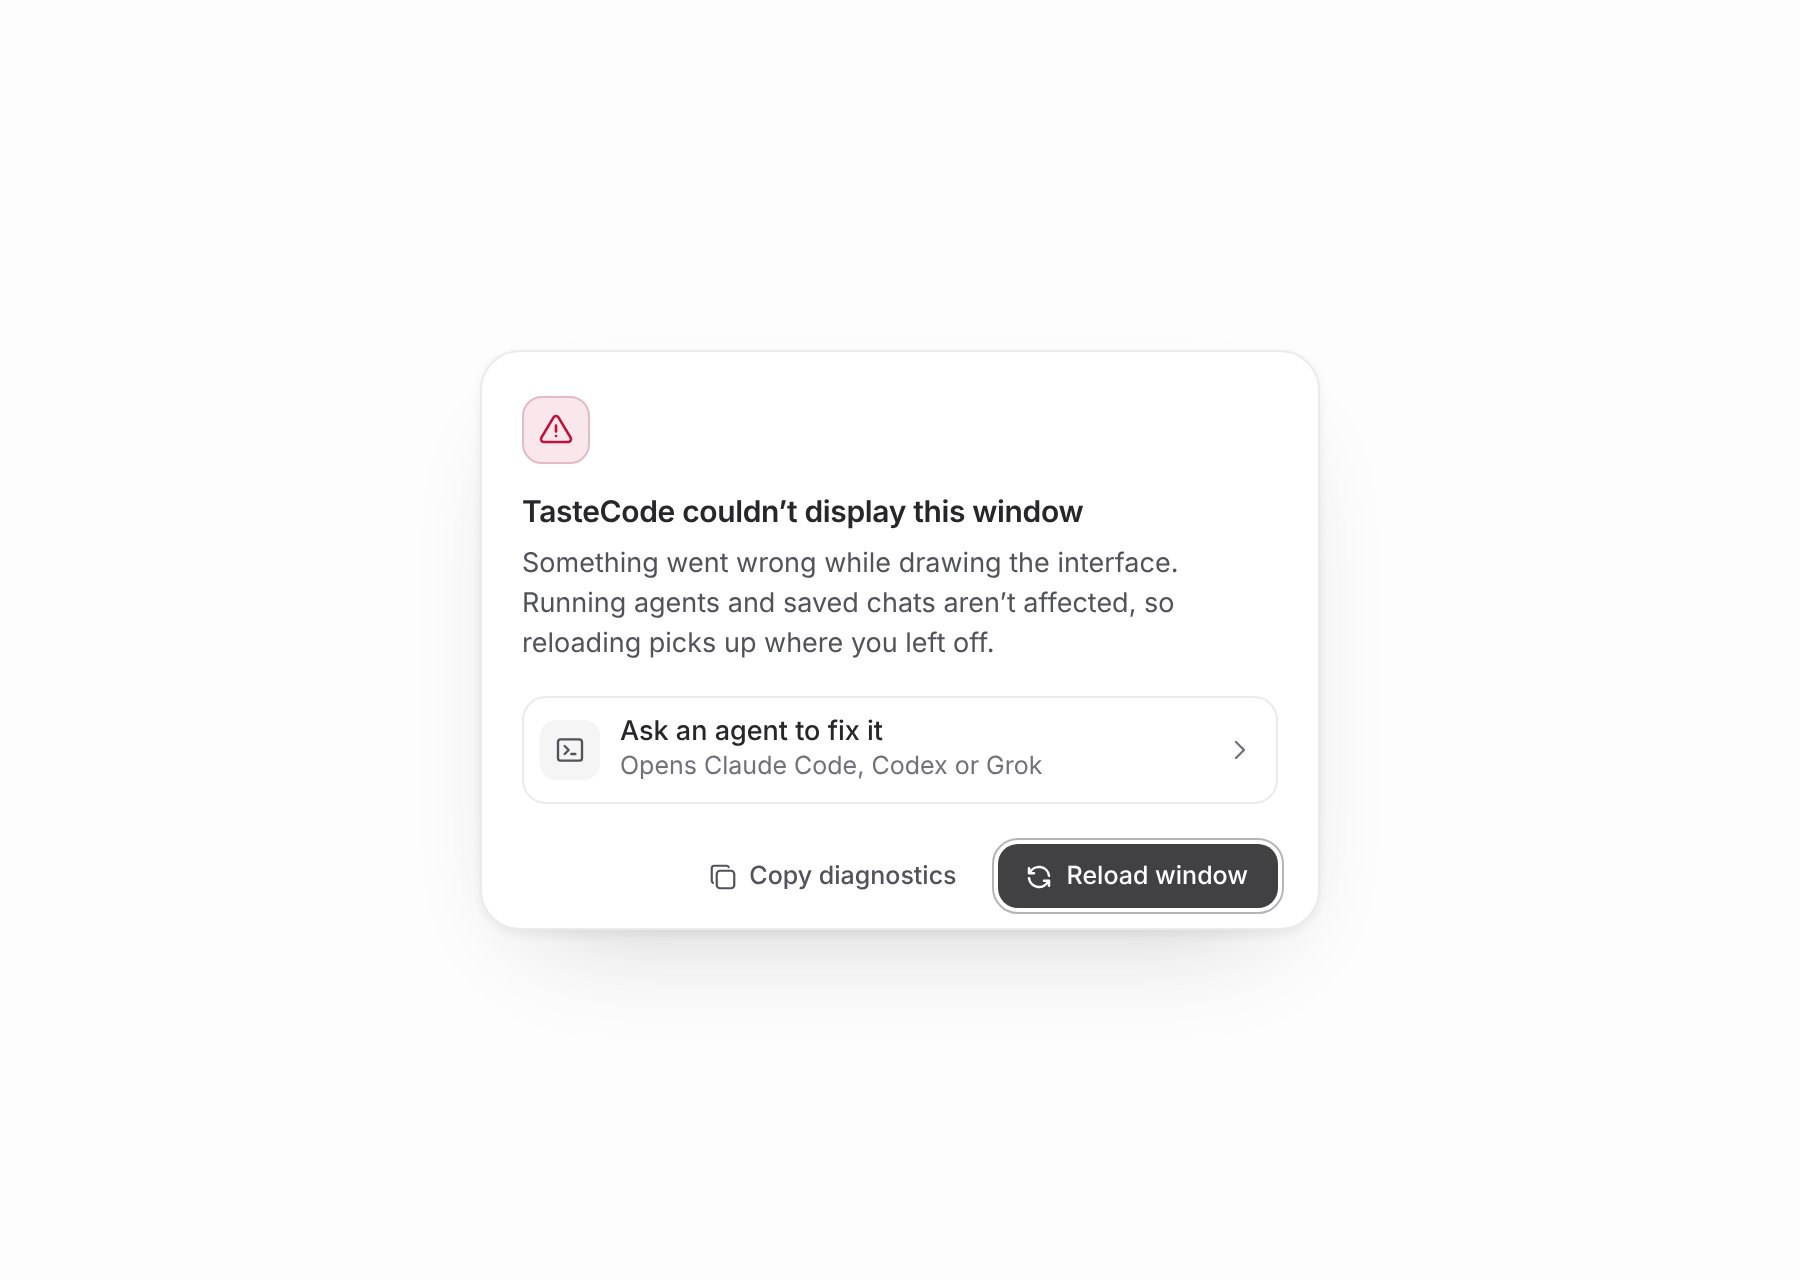 TasteCode couldn’t display this window
Something went wrong while drawing the interface.
Running agents and saved chats aren’t affected, so
reloading picks up where you left off.
Ask an agent to fix it
Opens Claude Code, Codex or Grok
Copy diagnostics
Reload window